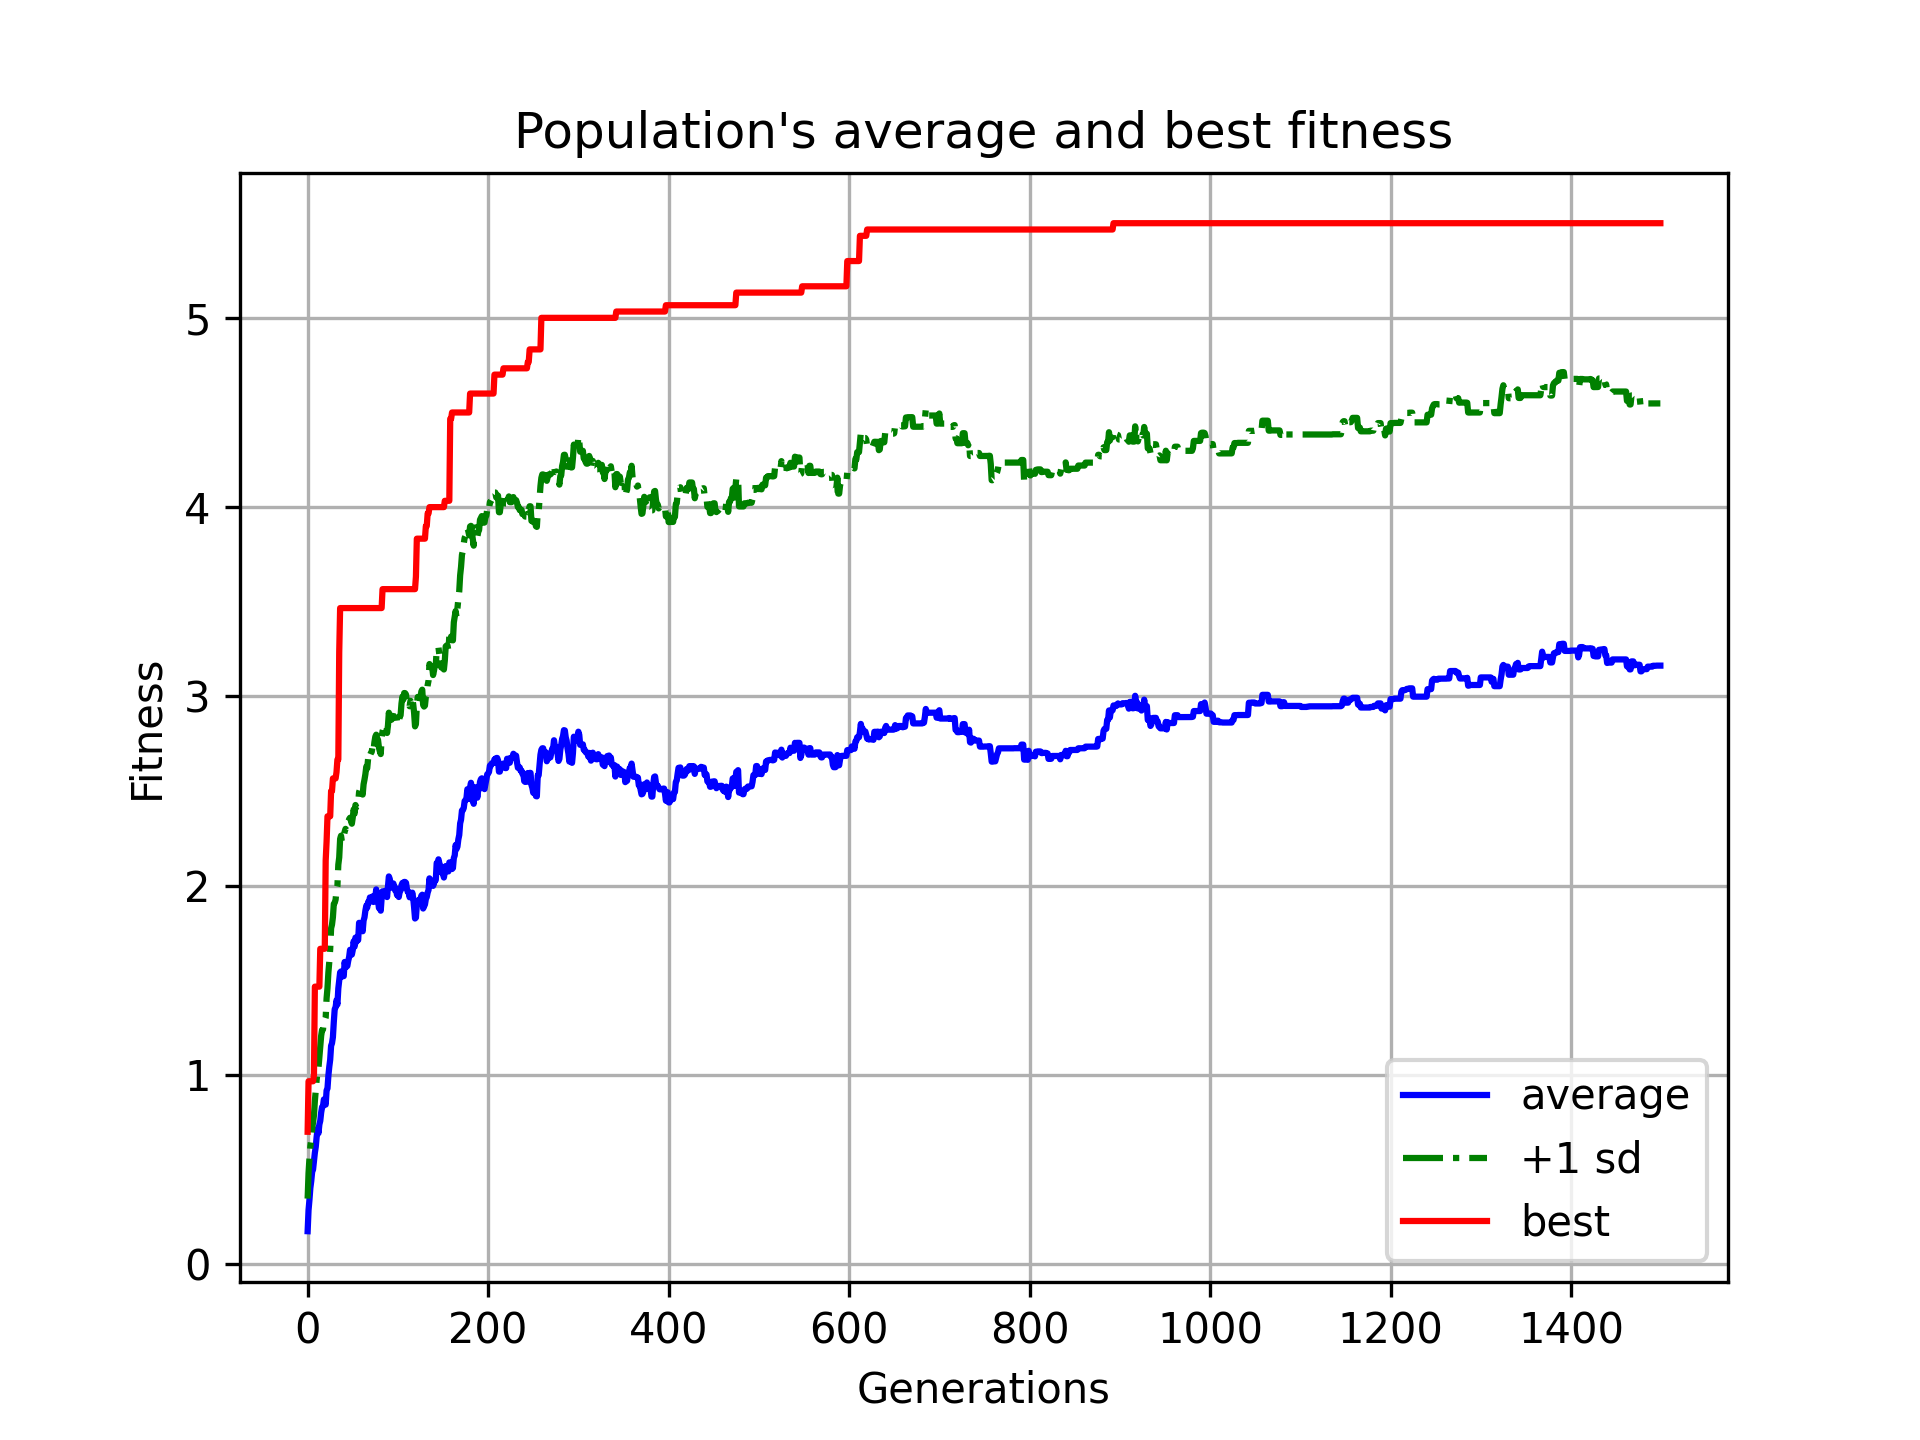 Population's average and best fitness
Fitness
5
4
3
2
1
0
0 200 400 600 800 1000 1200 1400
Generations
average
+1 sd
best